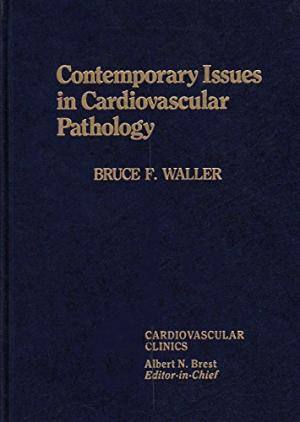 Contemporary Issues
in Cardiovascular
Pathology
BRUCE F. WALLER
CARDIOVASCULAR
CLINICS
Albert N. Brest
Editor-in-Chief